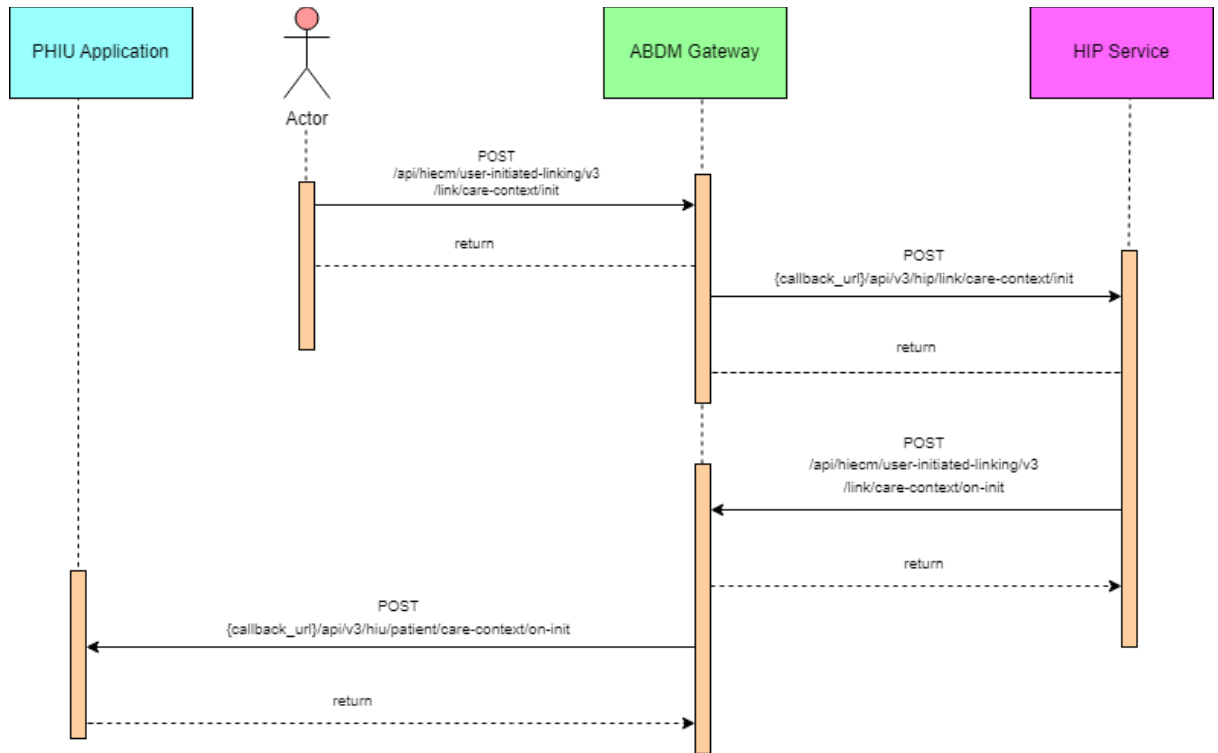 PHIU Application
ABDM Gateway
HIP Service
Actor
POST
/api/hiecm/user-initiated-linking/v3
/link/care-context/init
return
POST
{callback_url}/api/v3/hip/link/care-context/init
return
POST
/api/hiecm/user-initiated-linking/v3
/link/care-context/on-init
return
POST
{callback_url}/api/v3/hiu/patient/care-context/on-init
return